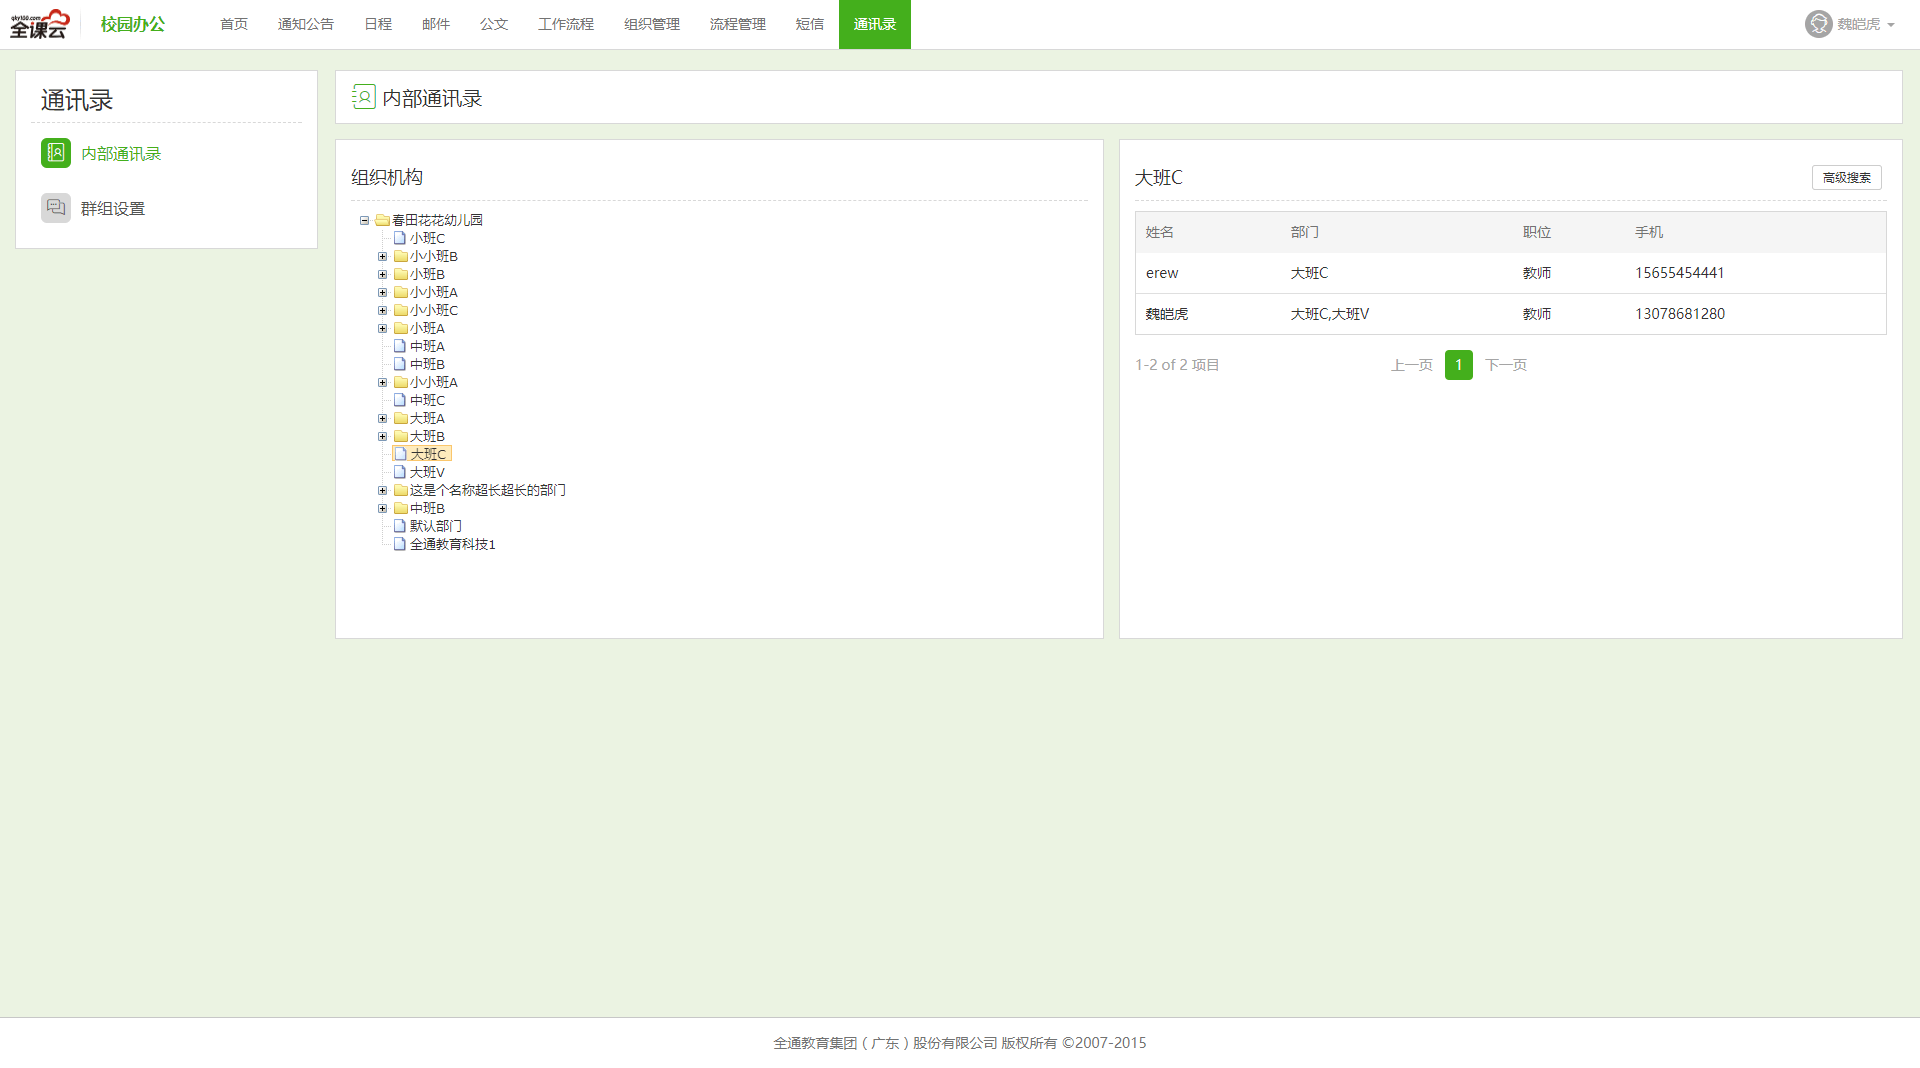 qky100.com
全课云
校园办公
首页 通知公告 日程 邮件 公文 工作流程 组织管理 流程管理 短信 通讯录
魏皑虎
通讯录
内部通讯录
群组设置
内部通讯录
组织机构
春田花花幼儿园
小班C
小小班B
小班B
小小班A
小小班C
小班A
中班A
中班B
小小班A
中班C
大班A
大班B
大班C
大班V
这是个名称超长超长的部门
中班B
默认部门
全通教育科技1
大班C
高级搜索
姓名 部门 职位 手机
erew 大班C 教师 15655454441
魏皑虎 大班C,大班V 教师 13078681280
1-2 of 2 项目 上一页 1 下一页
全通教育集团（广东）股份有限公司 版权所有 ©2007-2015